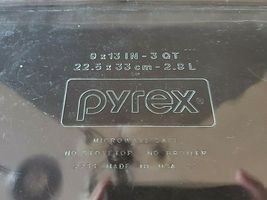 9 x 13 IN - 3 QT
22.5 x 33 cm - 2.8 L
pyrex®
MICROWAVE SAFE
NO STOVETOP NO BROILER
MADE IN USA